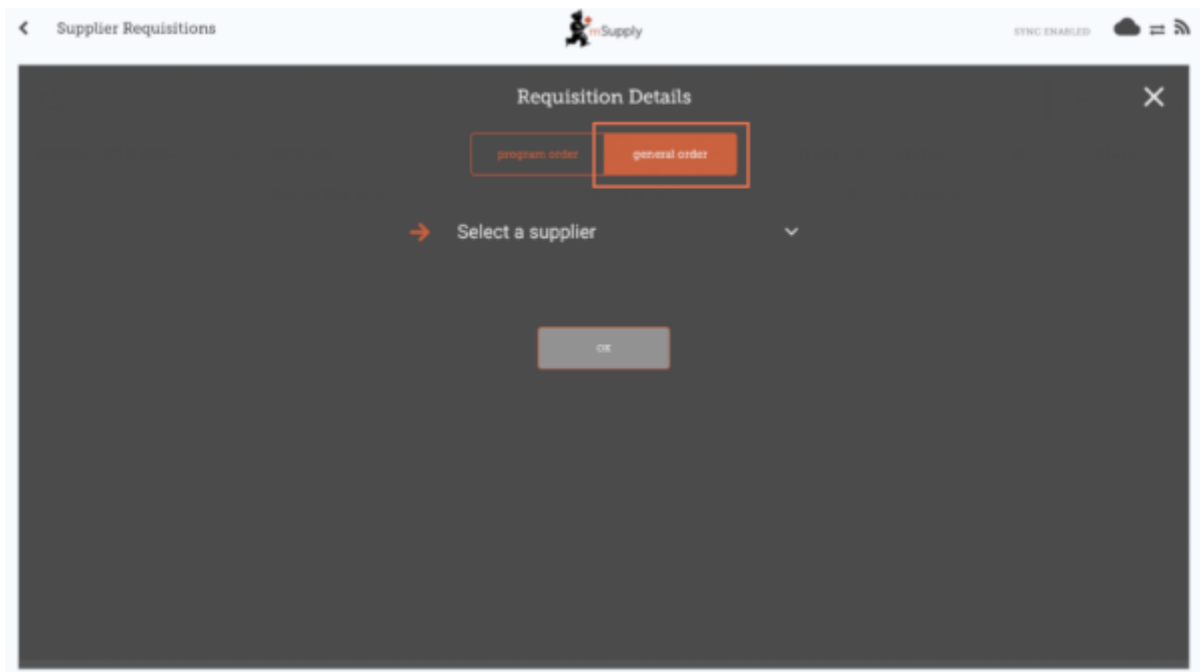 Supplier Requisitions
mSupply
SYNC ENABLED
Requisition Details
program order
general order
Select a supplier
OK